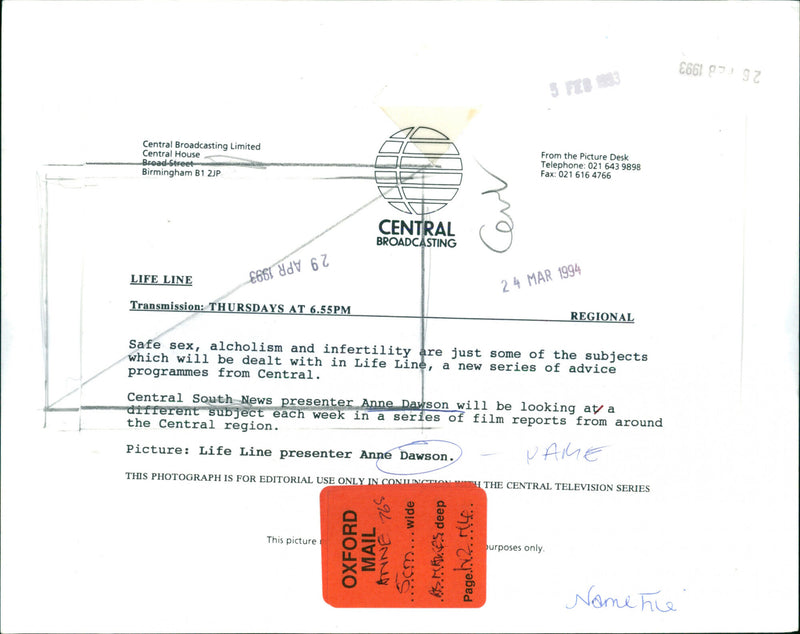 5 FEB 1993
26 FEB 1993
Central Broadcasting Limited
Central House
Broad Street
Birmingham B1 2JP
From the Picture Desk
Telephone: 021 643 9898
Fax: 021 616 4766
CENTRAL
BROADCASTING
29 APR 1993
24 MAR 1994
LIFE LINE
Transmission: THURSDAYS AT 6.55PM
REGIONAL
Safe sex, alcholism and infertility are just some of the subjects
which will be dealt with in Life Line, a new series of advice
programmes from Central.
Central South News presenter Anne Dawson will be looking at a
different subject each week in a series of film reports from around
the Central region.
Picture: Life Line presenter Anne Dawson. - NAME
THIS PHOTOGRAPH IS FOR EDITORIAL USE ONLY IN CONJUNCTION WITH THE CENTRAL TELEVISION SERIES
This picture
urposes only.
OXFORD
MAIL
ANNE
5cm wide
deep
Page
Name File